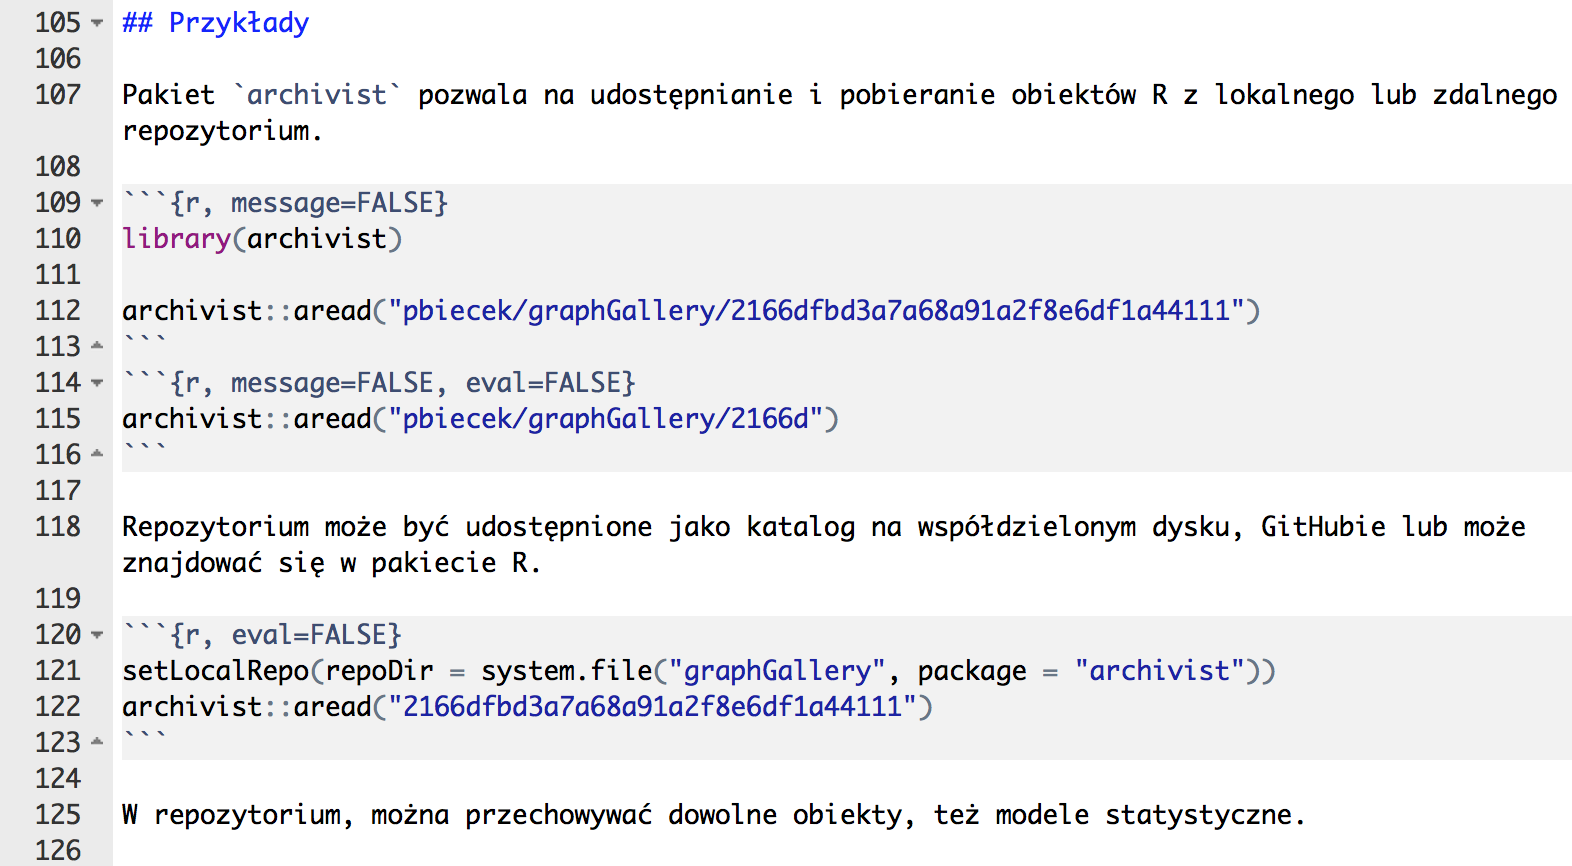 105 ## Przykłady
106
107 Pakiet `archivist` pozwala na udostępnianie i pobieranie obiektów R z lokalnego lub zdalnego
repozytorium.
108
109 ```{r, message=FALSE}
110 library(archivist)
111
112 archivist::aread("pbiecek/graphGallery/2166dfbd3a7a68a91a2f8e6df1a44111")
113 ```
114 ```{r, message=FALSE, eval=FALSE}
115 archivist::aread("pbiecek/graphGallery/2166d")
116 ```
117
118 Repozytorium może być udostępnione jako katalog na współdzielonym dysku, GitHubie lub może
znajdować się w pakiecie R.
119
120 ```{r, eval=FALSE}
121 setLocalRepo(repoDir = system.file("graphGallery", package = "archivist"))
122 archivist::aread("2166dfbd3a7a68a91a2f8e6df1a44111")
123 ```
124
125 W repozytorium, można przechowywać dowolne obiekty, też modele statystyczne.
126